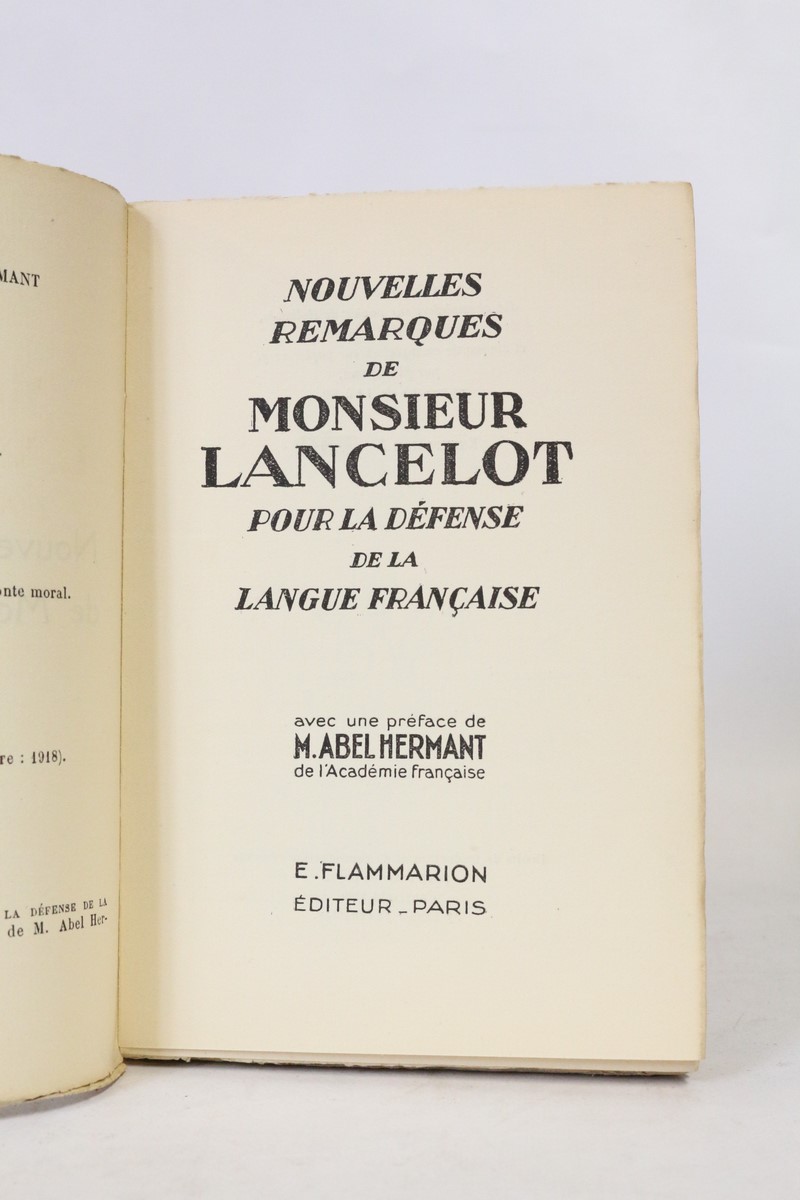 MANT
nte moral.
re : 1918).
LA DÉFENSE DE LA
de M. Abel Her-
NOUVELLES
REMARQUES
DE
MONSIEUR
LANCELOT
POUR LA DÉFENSE
DE LA
LANGUE FRANÇAISE
avec une préface de
M. ABEL HERMANT
de l'Académie française
E. FLAMMARION
ÉDITEUR - PARIS